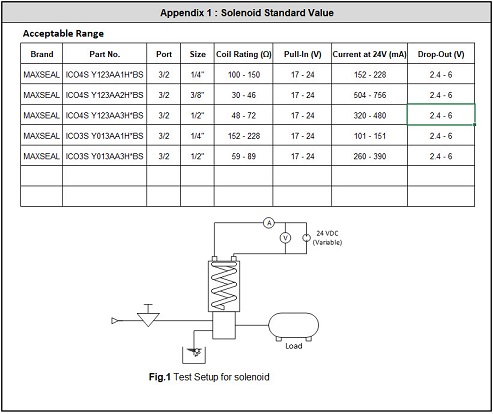 Appendix 1 : Solenoid Standard Value
Acceptable Range
Brand Part No. Port Size Coil Rating (Ω) Pull-In (V) Current at 24V (mA) Drop-Out (V)
MAXSEAL ICO4S Y123AA1H*BS 3/2 1/4" 100 - 150 17 - 24 152 - 228 2.4 - 6
MAXSEAL ICO4S Y123AA2H*BS 3/2 3/8" 30 - 46 17 - 24 504 - 756 2.4 - 6
MAXSEAL ICO4S Y123AA3H*BS 3/2 1/2" 48 - 72 17 - 24 320 - 480 2.4 - 6
MAXSEAL ICO3S Y013AA1H*BS 3/2 1/4" 152 - 228 17 - 24 101 - 151 2.4 - 6
MAXSEAL ICO3S Y013AA3H*BS 3/2 1/2" 59 - 89 17 - 24 260 - 390 2.4 - 6
A
V
24 VDC
(Variable)
Load
Fig.1 Test Setup for solenoid